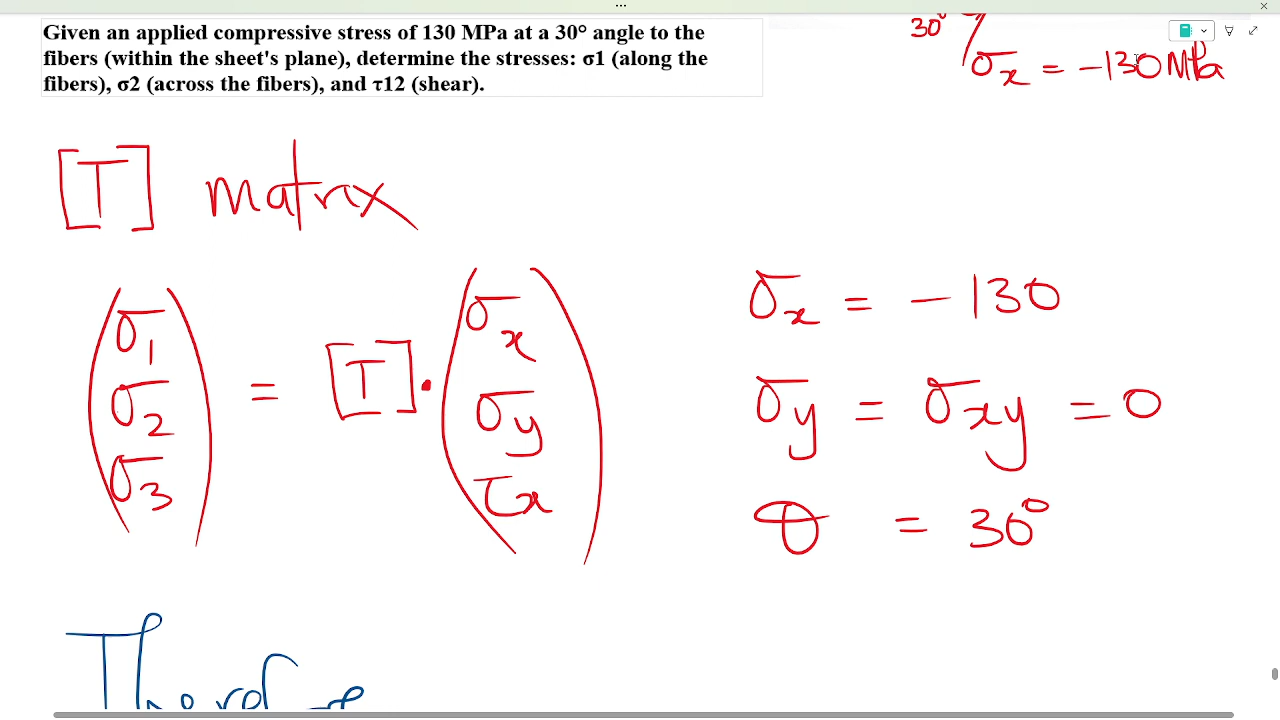 Given an applied compressive stress of 130 MPa at a 30° angle to the
fibers (within the sheet's plane), determine the stresses: σ1 (along the
fibers), σ2 (across the fibers), and τ12 (shear).
30°
σx = -130 MPa
[T] matrix
(σ1 σ2 σ3) = [T] · (σx σy τx)
σx = -130
σy = σxy = 0
θ = 30°